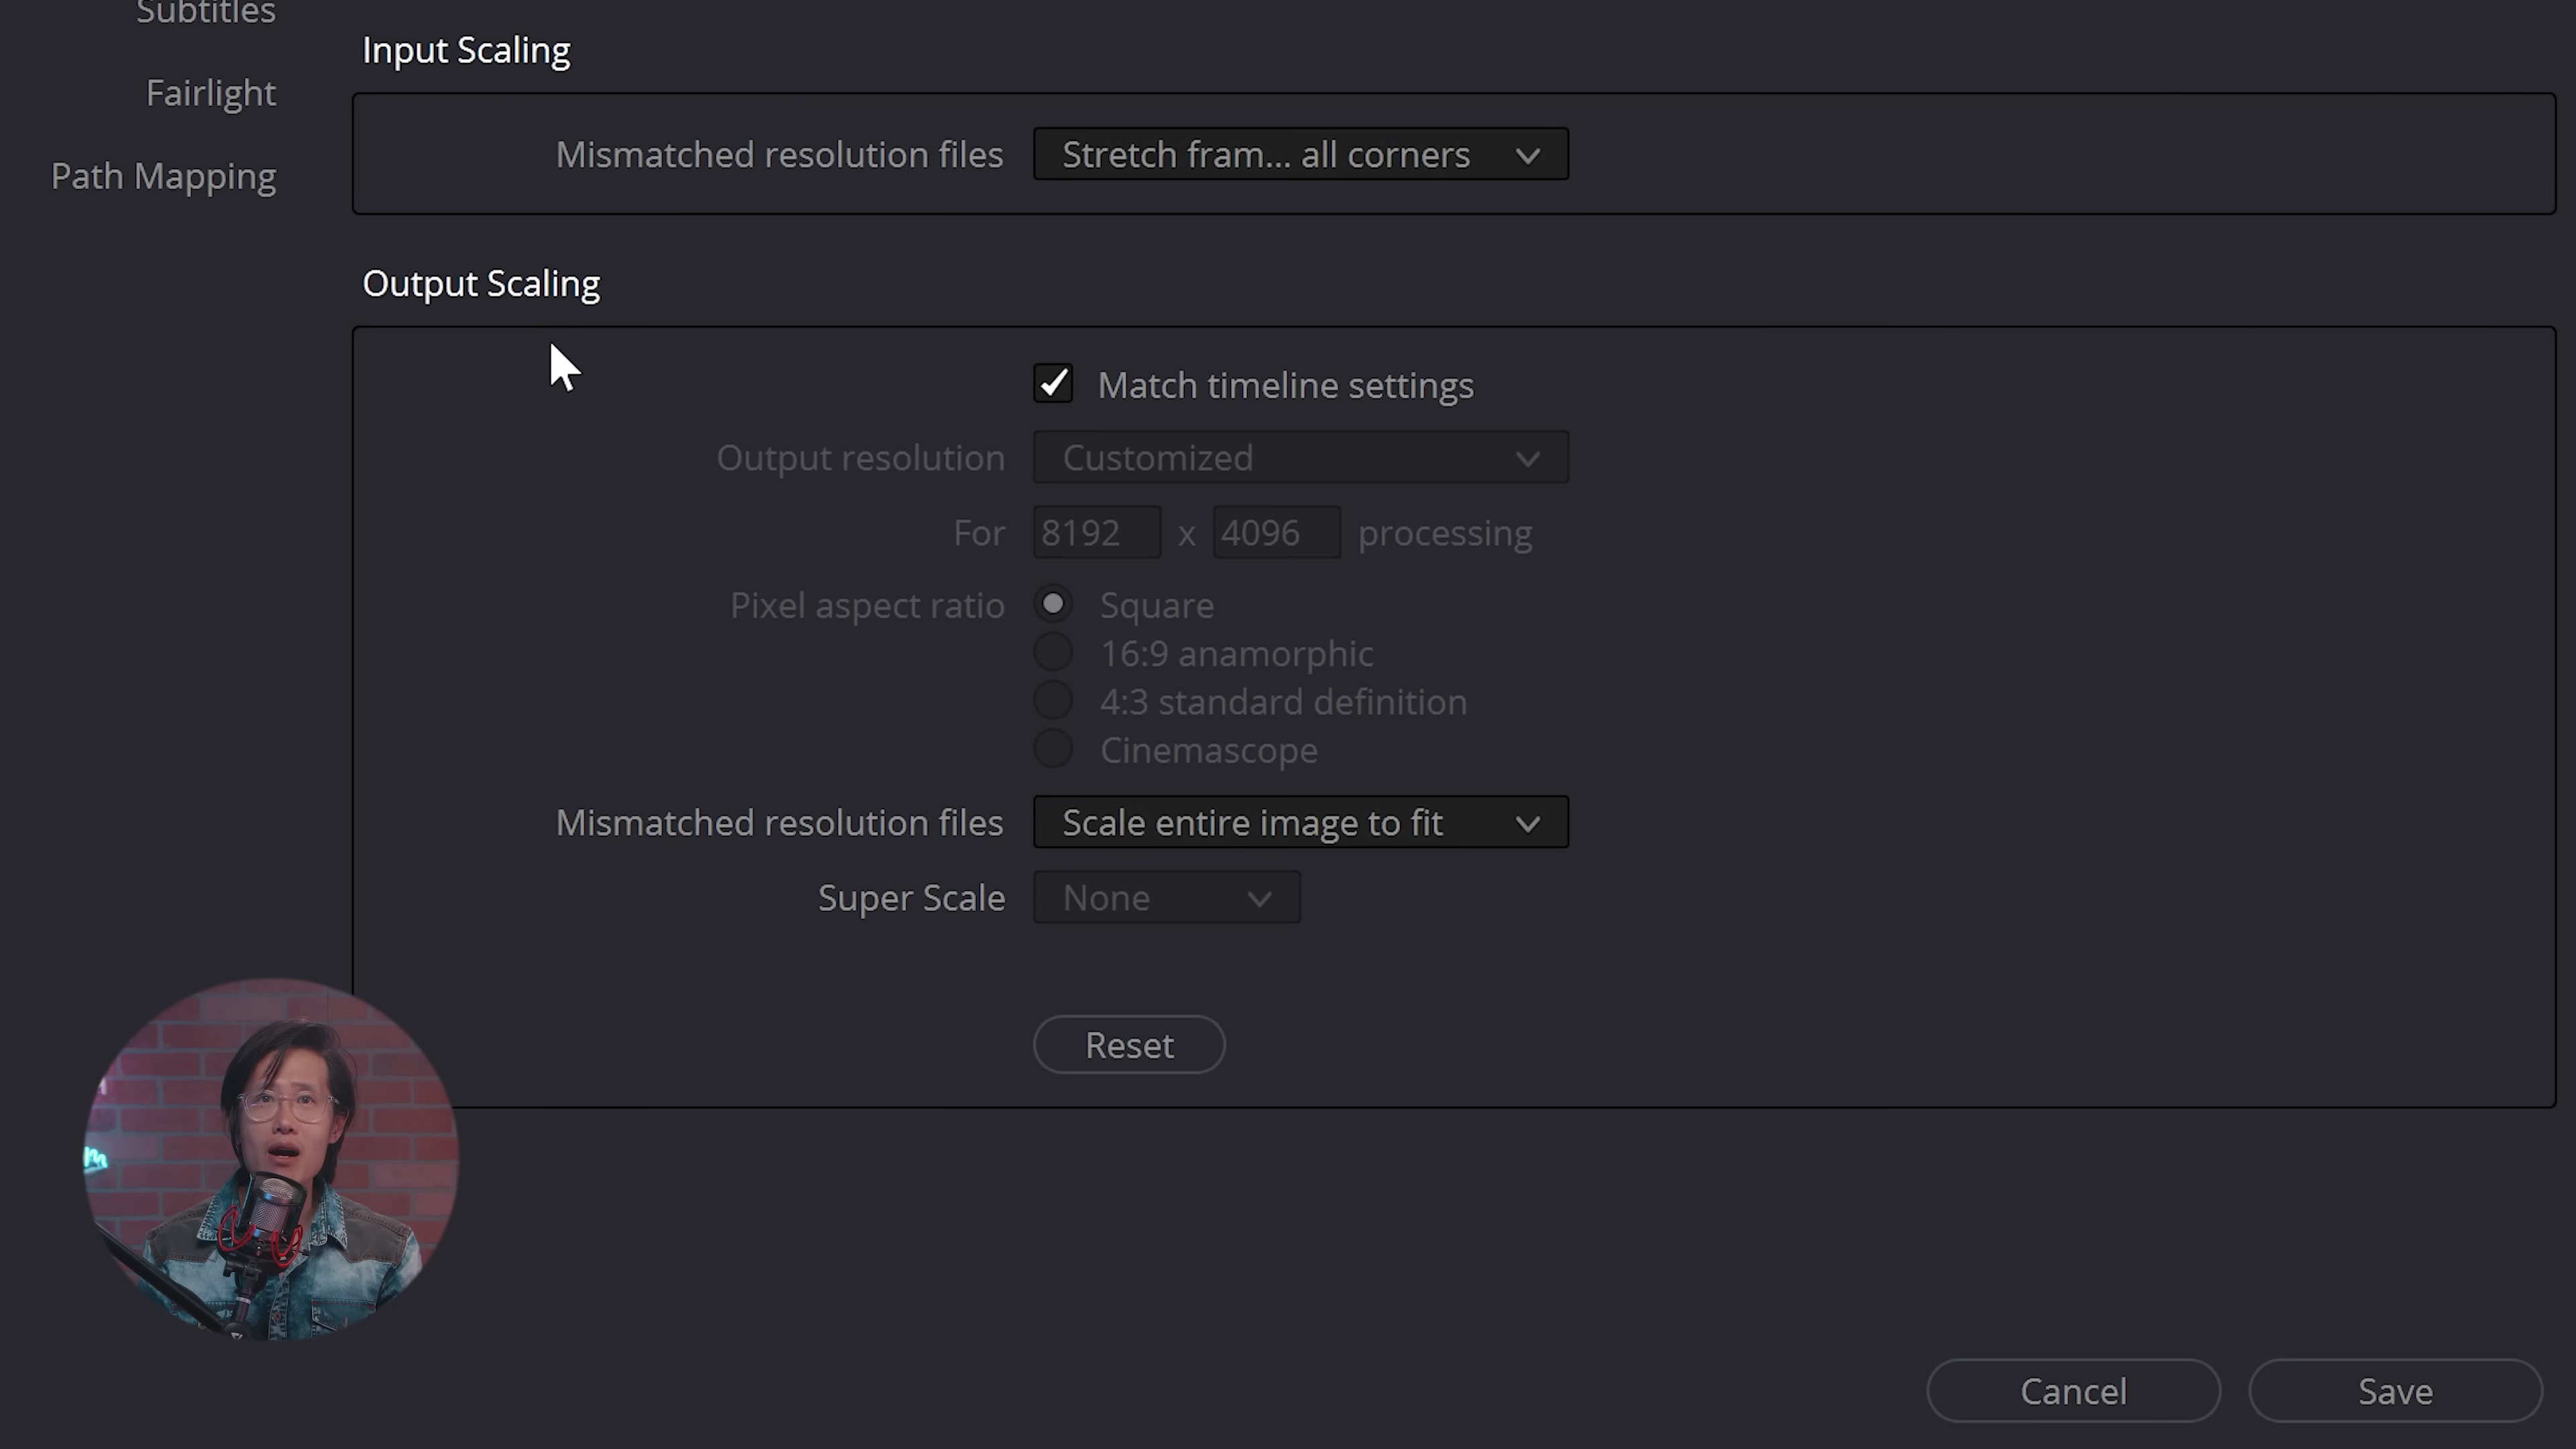 Subtitles
Fairlight
Path Mapping
Input Scaling
Mismatched resolution files Stretch fram... all corners
Output Scaling
Match timeline settings
Output resolution Customized
For 8192 x 4096 processing
Pixel aspect ratio Square
16:9 anamorphic
4:3 standard definition
Cinemascope
Mismatched resolution files Scale entire image to fit
Super Scale None
Reset
Cancel Save